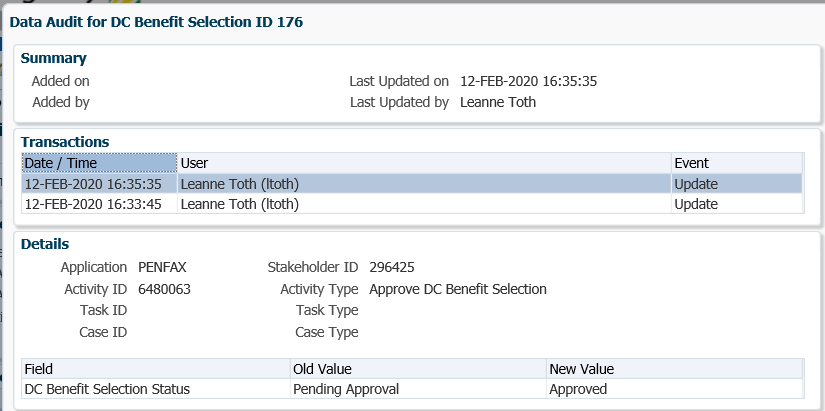 Data Audit for DC Benefit Selection ID 176
Summary
Added on Last Updated on 12-FEB-2020 16:35:35
Added by Last Updated by Leanne Toth
Transactions
Date / Time User Event
12-FEB-2020 16:35:35 Leanne Toth (ltoth) Update
12-FEB-2020 16:33:45 Leanne Toth (ltoth) Update
Details
Application PENFAX Stakeholder ID 296425
Activity ID 6480063 Activity Type Approve DC Benefit Selection
Task ID Task Type
Case ID Case Type
Field Old Value New Value
DC Benefit Selection Status Pending Approval Approved